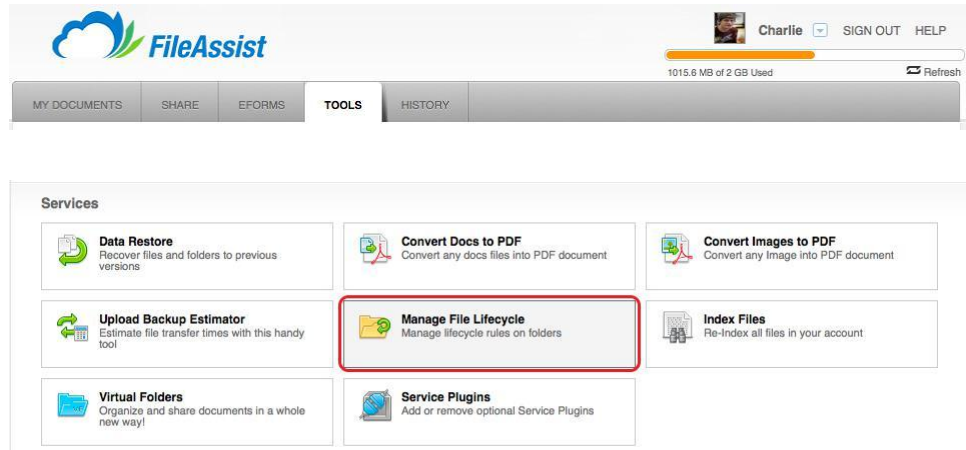 FileAssist
Charlie SIGN OUT HELP
1015.6 MB of 2 GB Used Refresh
MY DOCUMENTS SHARE EFORMS TOOLS HISTORY
Services
Data Restore
Recover files and folders to previous
versions
Convert Docs to PDF
Convert any docs files into PDF document
Convert Images to PDF
Convert any Image into PDF document
Upload Backup Estimator
Estimate file transfer times with this handy
tool
Manage File Lifecycle
Manage lifecycle rules on folders
Index Files
Re-Index all files in your account
Virtual Folders
Organize and share documents in a whole
new way!
Service Plugins
Add or remove optional Service Plugins